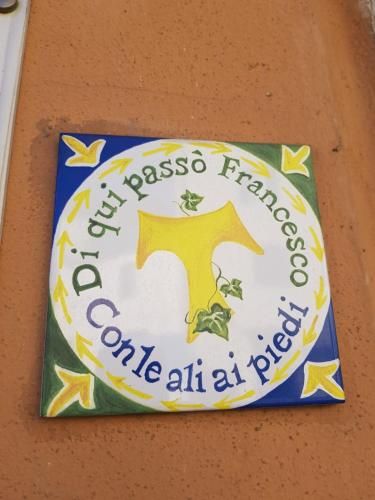 Di qui passò Francesco
Con le ali ai piedi